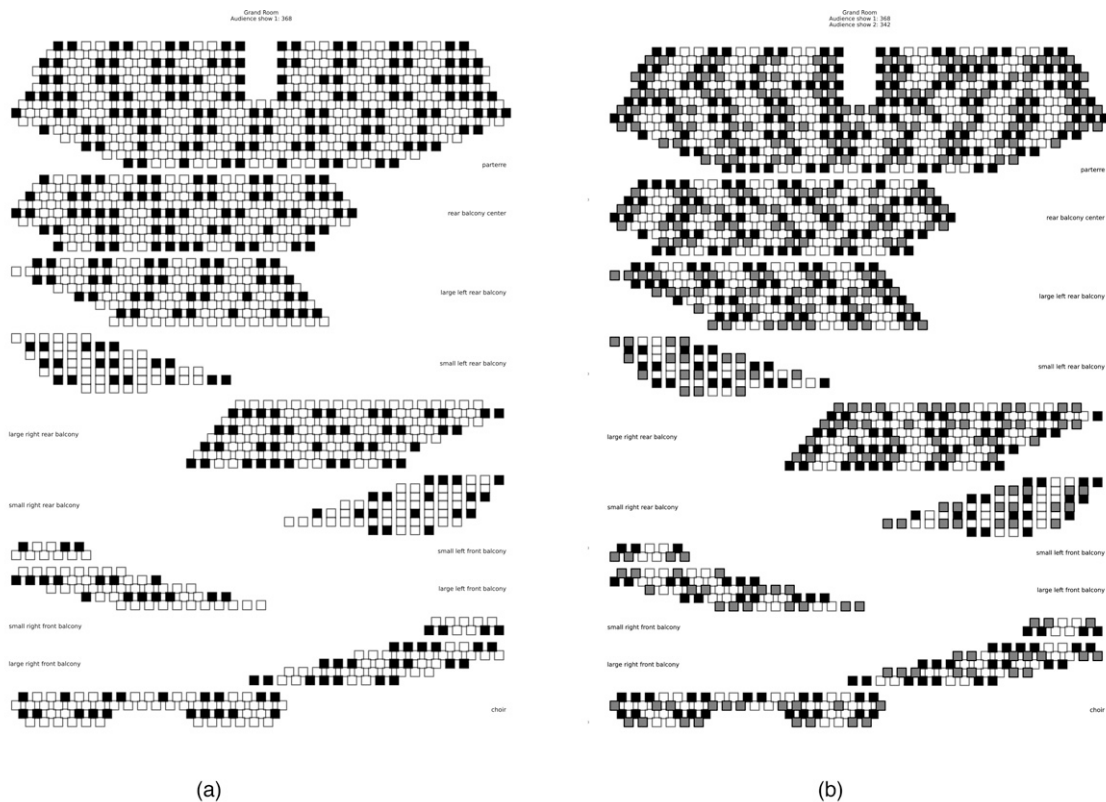 Grand Room
Audience show 1: 368
parterre
rear balcony center
large left rear balcony
small left rear balcony
large right rear balcony
small right rear balcony
small left front balcony
large left front balcony
small right front balcony
large right front balcony
choir
(a)
Grand Room
Audience show 1: 368
Audience show 2: 342
parterre
rear balcony center
large left rear balcony
small left rear balcony
large right rear balcony
small right rear balcony
small left front balcony
large left front balcony
small right front balcony
large right front balcony
choir
(b)